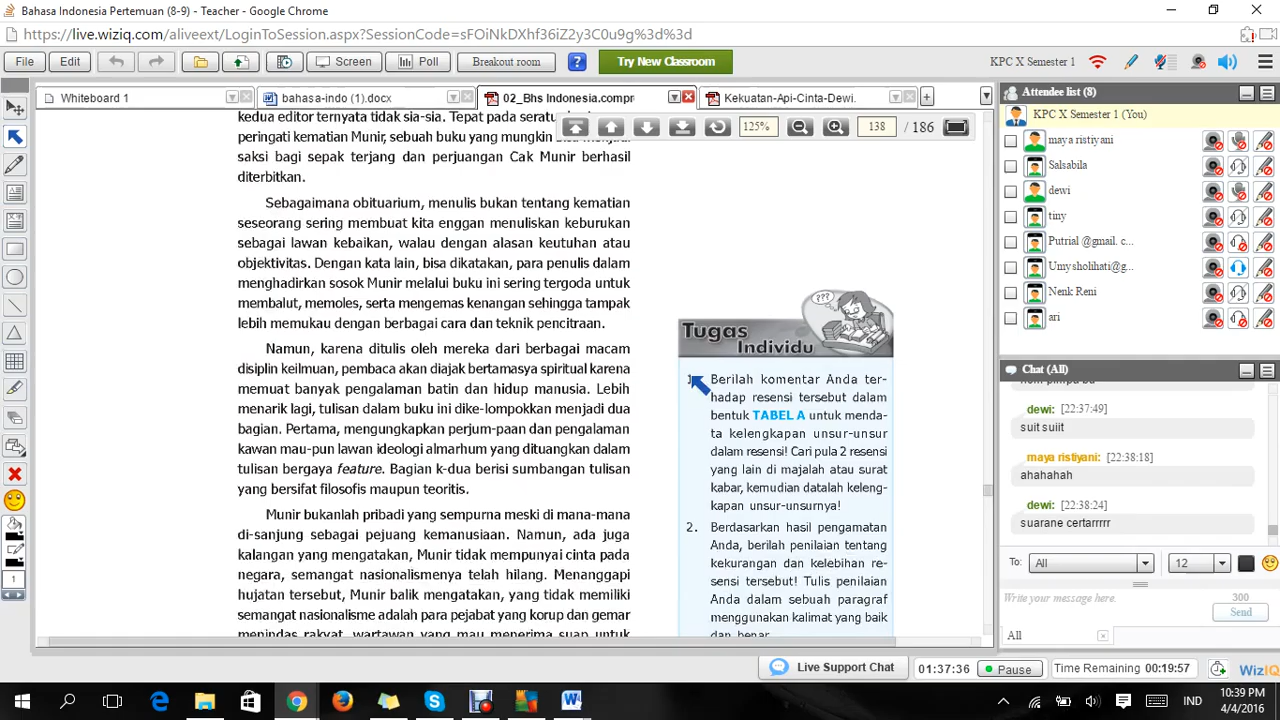 Bahasa Indonesia Pertemuan (8-9) - Teacher - Google Chrome
https://live.wiziq.com/aliveext/LoginToSession.aspx?SessionCode=sFOiNkDXhf36iZ2y3C0u9g%3d%3d
File
Edit
Screen
Poll
Breakout room
?
Try New Classroom
KPC X Semester 1
Whiteboard 1
bahasa-indo (1).docx
02_Bhs Indonesia.compre
Kekuatan-Api-Cinta-Dewi.
125%
138
/ 186
kedua editor ternyata tidak sia-sia. Tepat pada seratu
peringati kematian Munir, sebuah buku yang mungkin
saksi bagi sepak terjang dan perjuangan Cak Munir berhasil
diterbitkan.
Sebagaimana obituarium, menulis bukan tentang kematian
seseorang sering membuat kita enggan menuliskan keburukan
sebagai lawan kebaikan, walau dengan alasan keutuhan atau
objektivitas. Dengan kata lain, bisa dikatakan, para penulis dalam
menghadirkan sosok Munir melalui buku ini sering tergoda untuk
membalut, memoles, serta mengemas kenangan sehingga tampak
lebih memukau dengan berbagai cara dan teknik pencitraan.
Namun, karena ditulis oleh mereka dari berbagai macam
disiplin keilmuan, pembaca akan diajak bertamasya spiritual karena
memuat banyak pengalaman batin dan hidup manusia. Lebih
menarik lagi, tulisan dalam buku ini dike-lompokkan menjadi dua
bagian. Pertama, mengungkapkan perjum-paan dan pengalaman
kawan mau-pun lawan ideologi almarhum yang dituangkan dalam
tulisan bergaya feature. Bagian k-dua berisi sumbangan tulisan
yang bersifat filosofis maupun teoritis.
Munir bukanlah pribadi yang sempurna meski di mana-mana
di-sanjung sebagai pejuang kemanusiaan. Namun, ada juga
kalangan yang mengatakan, Munir tidak mempunyai cinta pada
negara, semangat nasionalismenya telah hilang. Menanggapi
hujatan tersebut, Munir balik mengatakan, yang tidak memiliki
semangat nasionalisme adalah para pejabat yang korup dan gemar
menindas rakyat, wartawan yang mau menerima suap untuk
???
Tugas
Individu
1. Berilah komentar Anda ter-
hadap resensi tersebut dalam
bentuk TABEL A untuk menda-
ta kelengkapan unsur-unsur
dalam resensi! Cari pula 2 resensi
yang lain di majalah atau surat
kabar, kemudian datalah keleng-
kapan unsur-unsurnya!
2. Berdasarkan hasil pengamatan
Anda, berilah penilaian tentang
kekurangan dan kelebihan re-
sensi tersebut! Tulis penilaian
Anda dalam sebuah paragraf
menggunakan kalimat yang baik
dan benar.
Attendee list (8)
KPC X Semester 1 (You)
maya ristiyani
Salsabila
dewi
tiny
Putrial @gmail. c...
Umysholihati@g...
Nenk Reni
ari
Chat (All)
dewi: [22:37:49]
suit suiit
maya ristiyani: [22:38:18]
ahahahah
dewi: [22:38:24]
suarane certarrrrr
To:
All
12
Write your message here.
300
Send
All
1
Live Support Chat
01:37:36
Pause
Time Remaining 00:19:57
WizIQ
IND
10:39 PM
4/4/2016